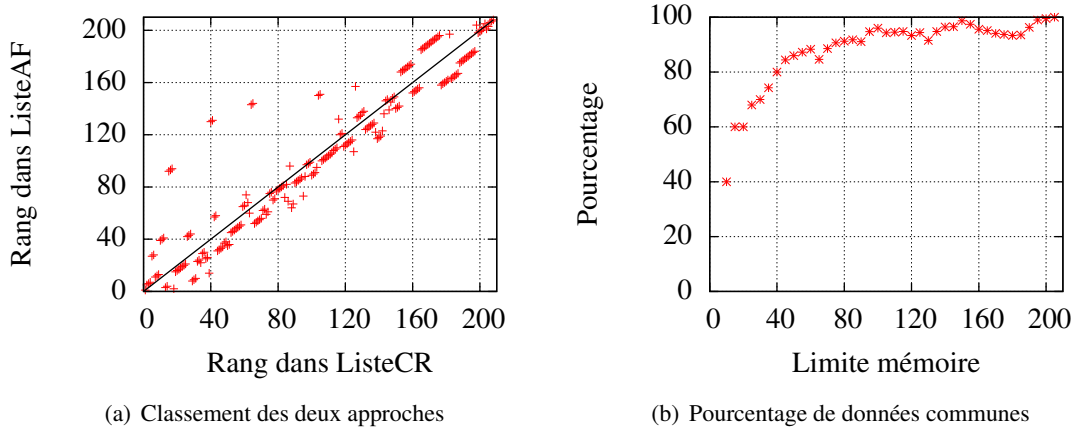 200
160
120
80
40
0
Rang dans ListeAF
0 40 80 120 160 200
Rang dans ListeCR
(a) Classement des deux approches
100
80
60
40
20
0
Pourcentage
0 40 80 120 160 200
Limite mémoire
(b) Pourcentage de données communes